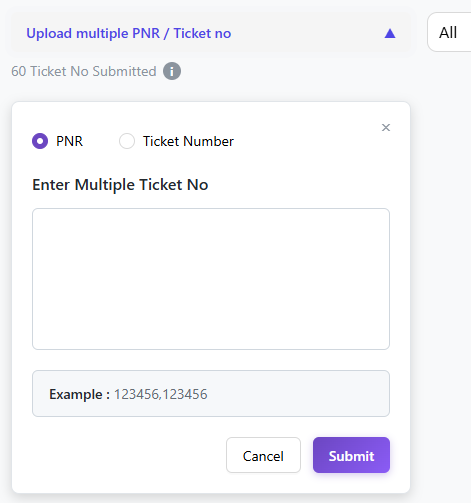 Upload multiple PNR / Ticket no ▲
All
60 Ticket No Submitted i
×
PNR
Ticket Number
Enter Multiple Ticket No
Example : 123456,123456
Cancel
Submit